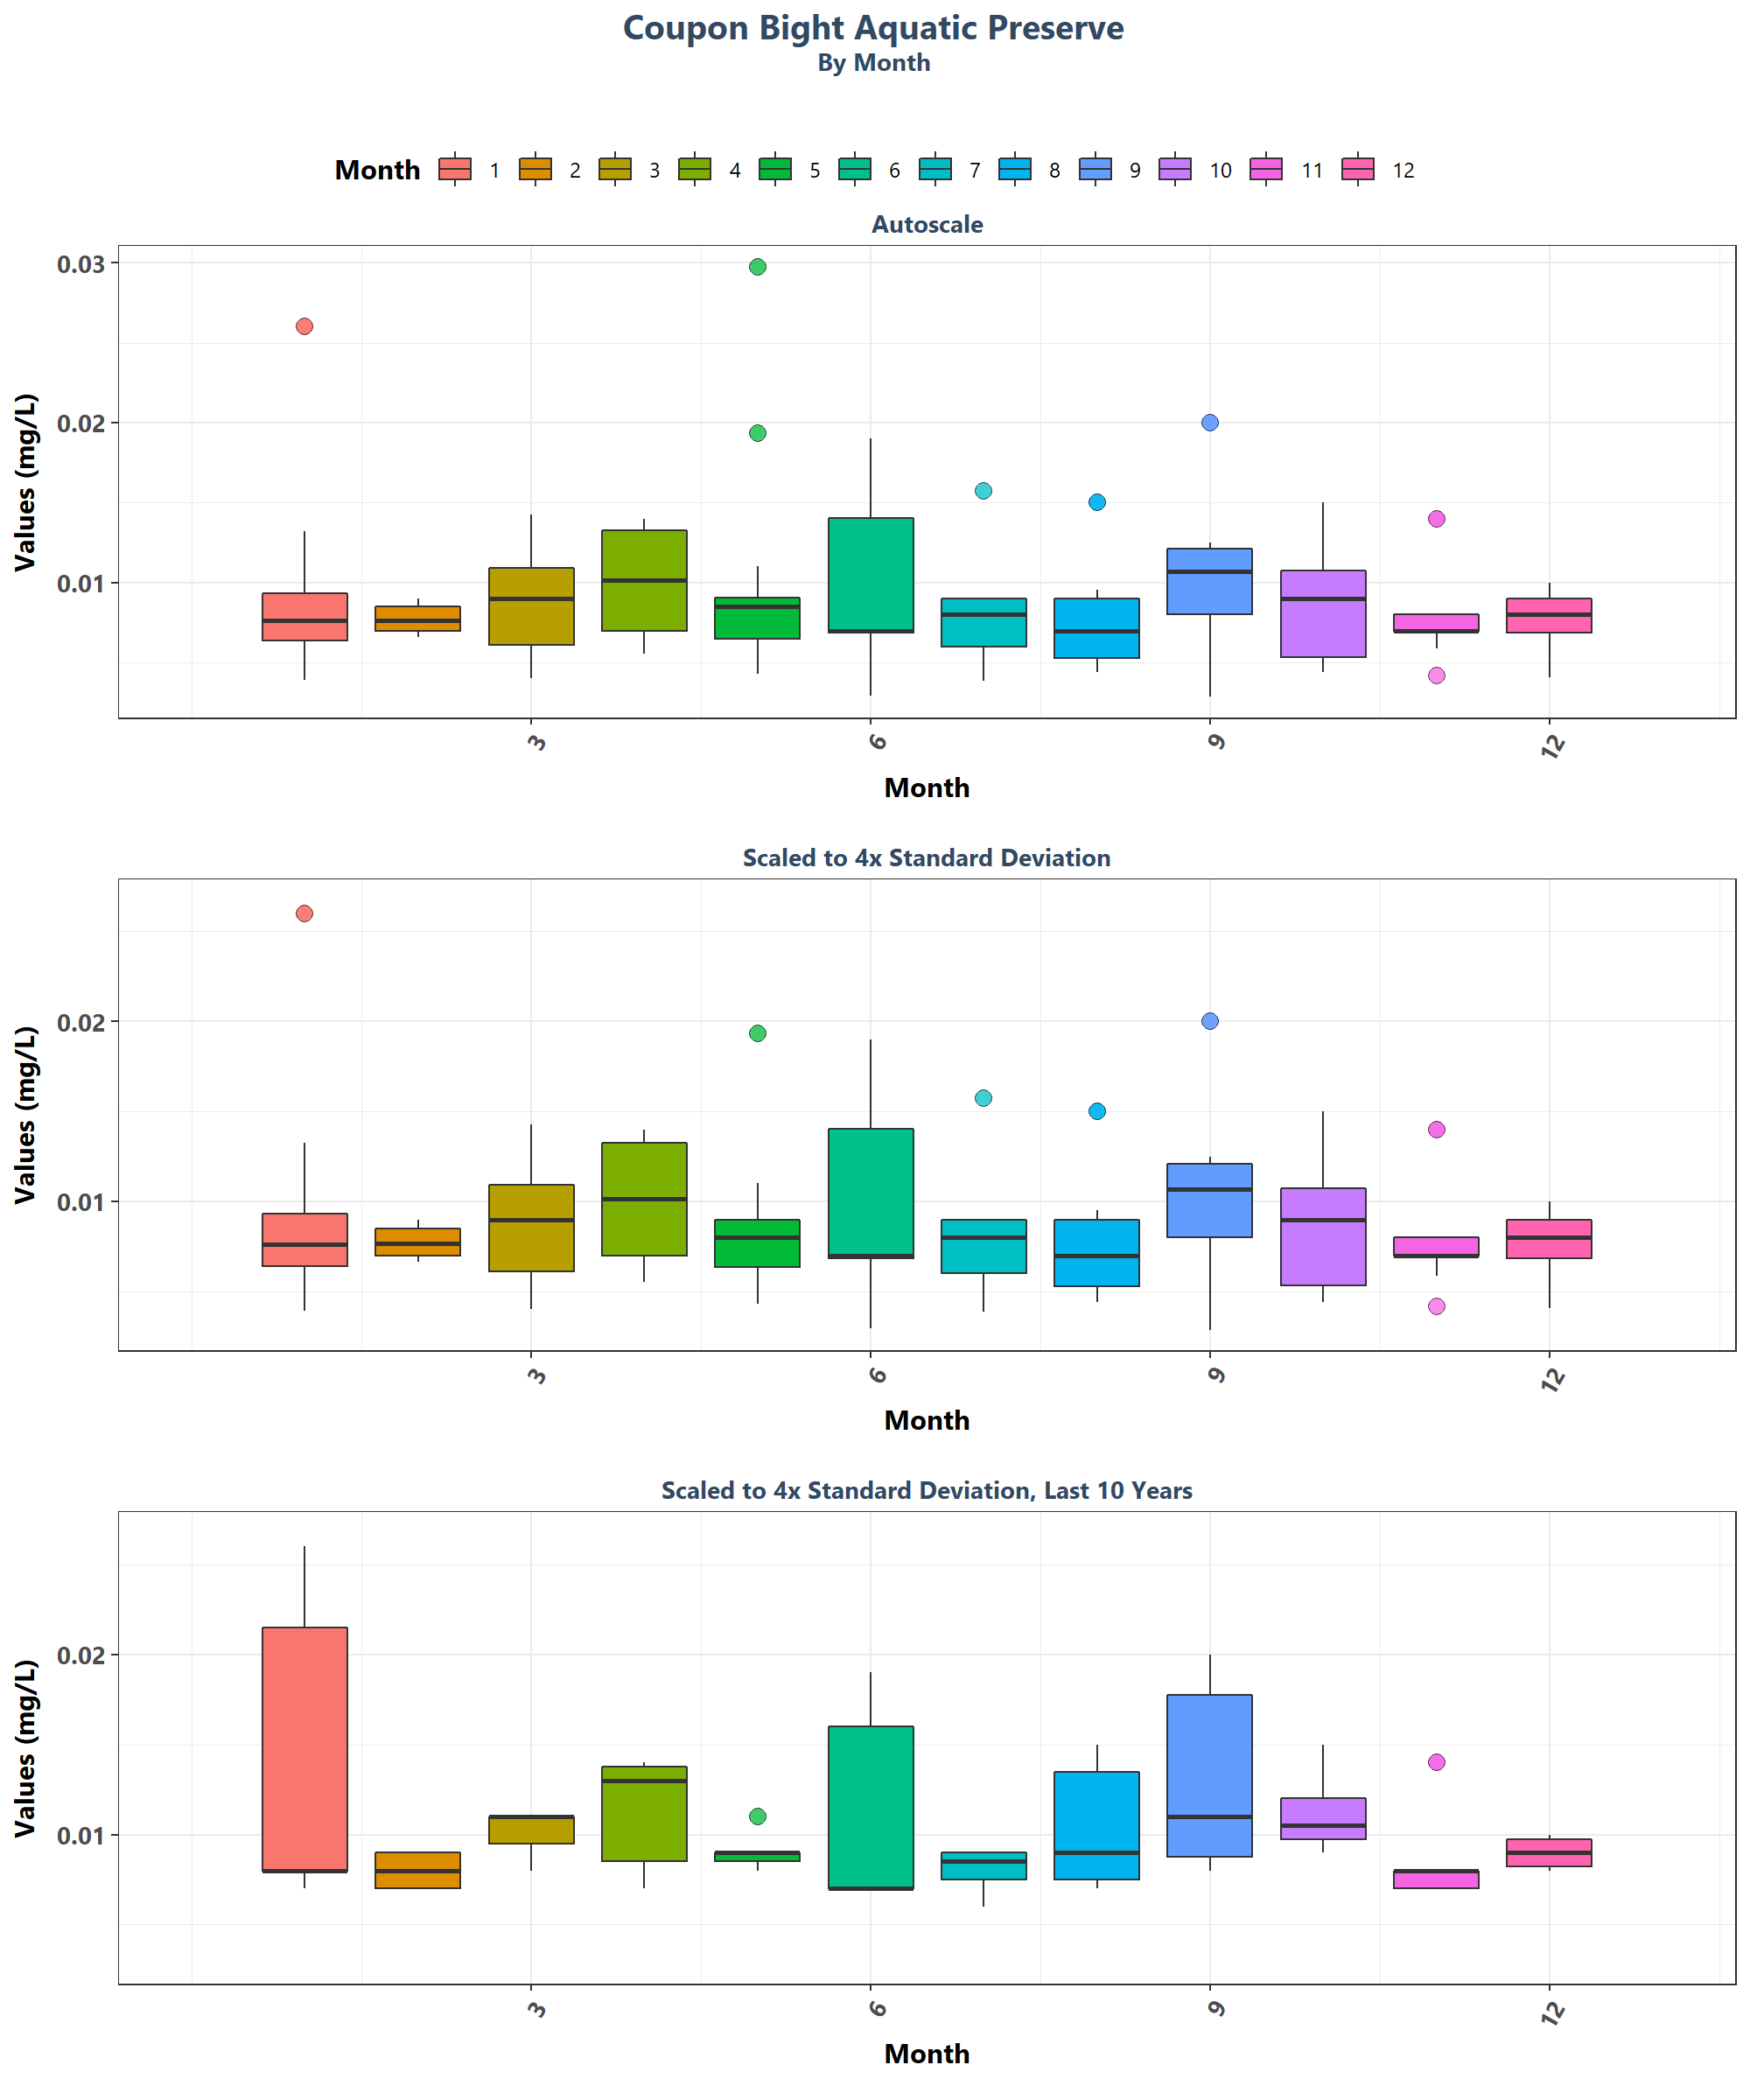 Coupon Bight Aquatic Preserve
By Month
Month 1 2 3 4 5 6 7 8 9 10 11 12
Autoscale
0.03
0.02
0.01
Values (mg/L)
3 6 9 12
Month
Scaled to 4x Standard Deviation
0.02
0.01
Values (mg/L)
3 6 9 12
Month
Scaled to 4x Standard Deviation, Last 10 Years
0.02
0.01
Values (mg/L)
3 6 9 12
Month